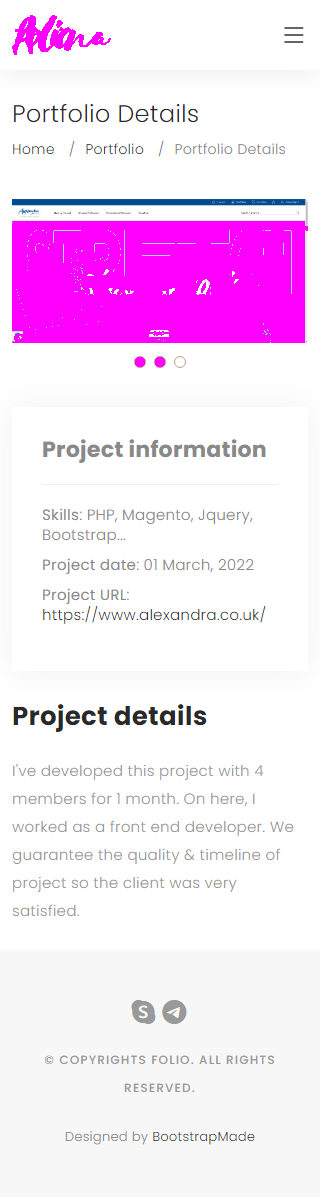 Alina
Portfolio Details
Home / Portfolio / Portfolio Details
Project information
Skills: PHP, Magento, Jquery,
Bootstrap...
Project date: 01 March, 2022
Project URL:
https://www.alexandra.co.uk/
Project details
I've developed this project with 4
members for 1 month. On here, I
worked as a front end developer. We
guarantee the quality & timeline of
project so the client was very
satisfied.
© COPYRIGHTS FOLIO. ALL RIGHTS
RESERVED.
Designed by BootstrapMade